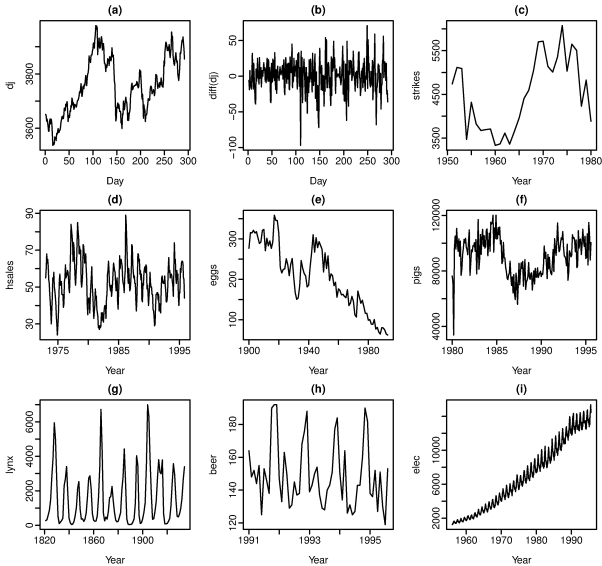 (a)
dj
3600 3800
0 50 100 150 200 250 300
Day
(b)
diff(dj)
−100 −50 0 50
0 50 100 150 200 250 300
Day
(c)
strikes
3500 4500 5500
1950 1960 1970 1980
Year
(d)
hsales
30 50 70 90
1975 1985 1995
Year
(e)
eggs
100 200 300
1900 1940 1980
Year
(f)
pigs
40000 80000 120000
1980 1985 1990 1995
Year
(g)
lynx
0 2000 4000 6000
1820 1860 1900
Year
(h)
beer
120 140 160 180
1991 1993 1995
Year
(i)
elec
2000 6000 12000
1960 1970 1980 1990
Year